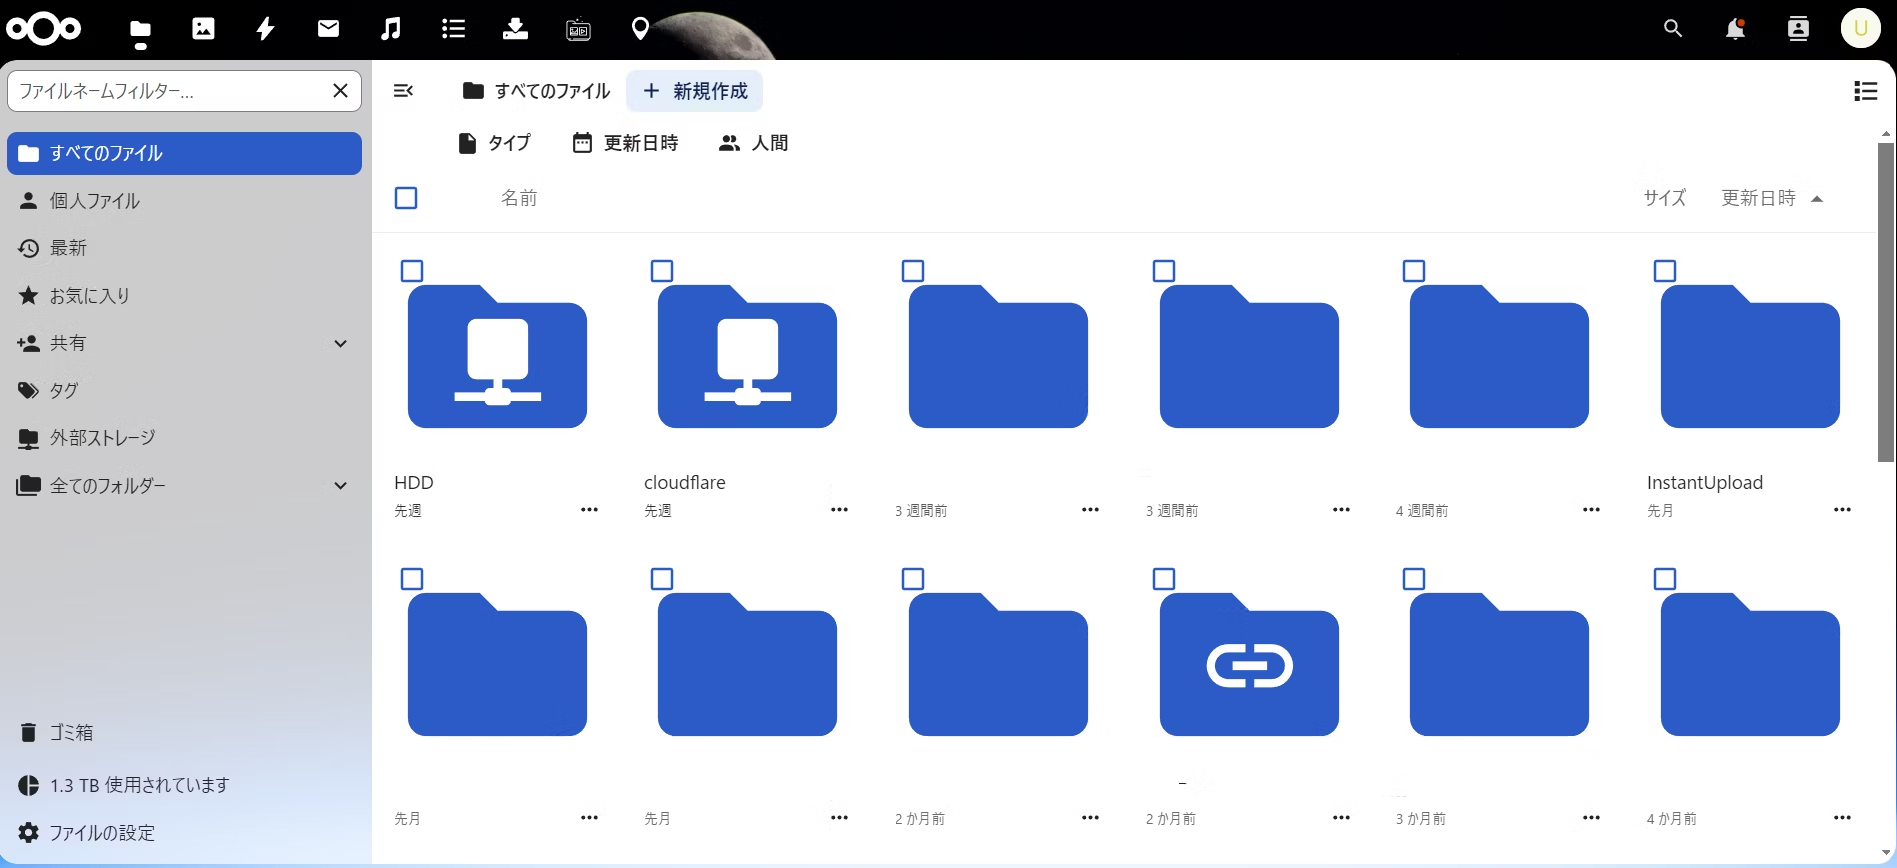 U
ファイルネームフィルター...
すべてのファイル
新規作成
すべてのファイル
タイプ
更新日時
人間
個人ファイル
名前
サイズ
更新日時
最新
お気に入り
共有
タグ
外部ストレージ
全てのフォルダー
HDD
cloudflare
InstantUpload
先週
先週
3 週間前
3 週間前
4 週間前
先月
ゴミ箱
1.3 TB 使用されています
ファイルの設定
先月
先月
2 か月前
2 か月前
3 か月前
4 か月前